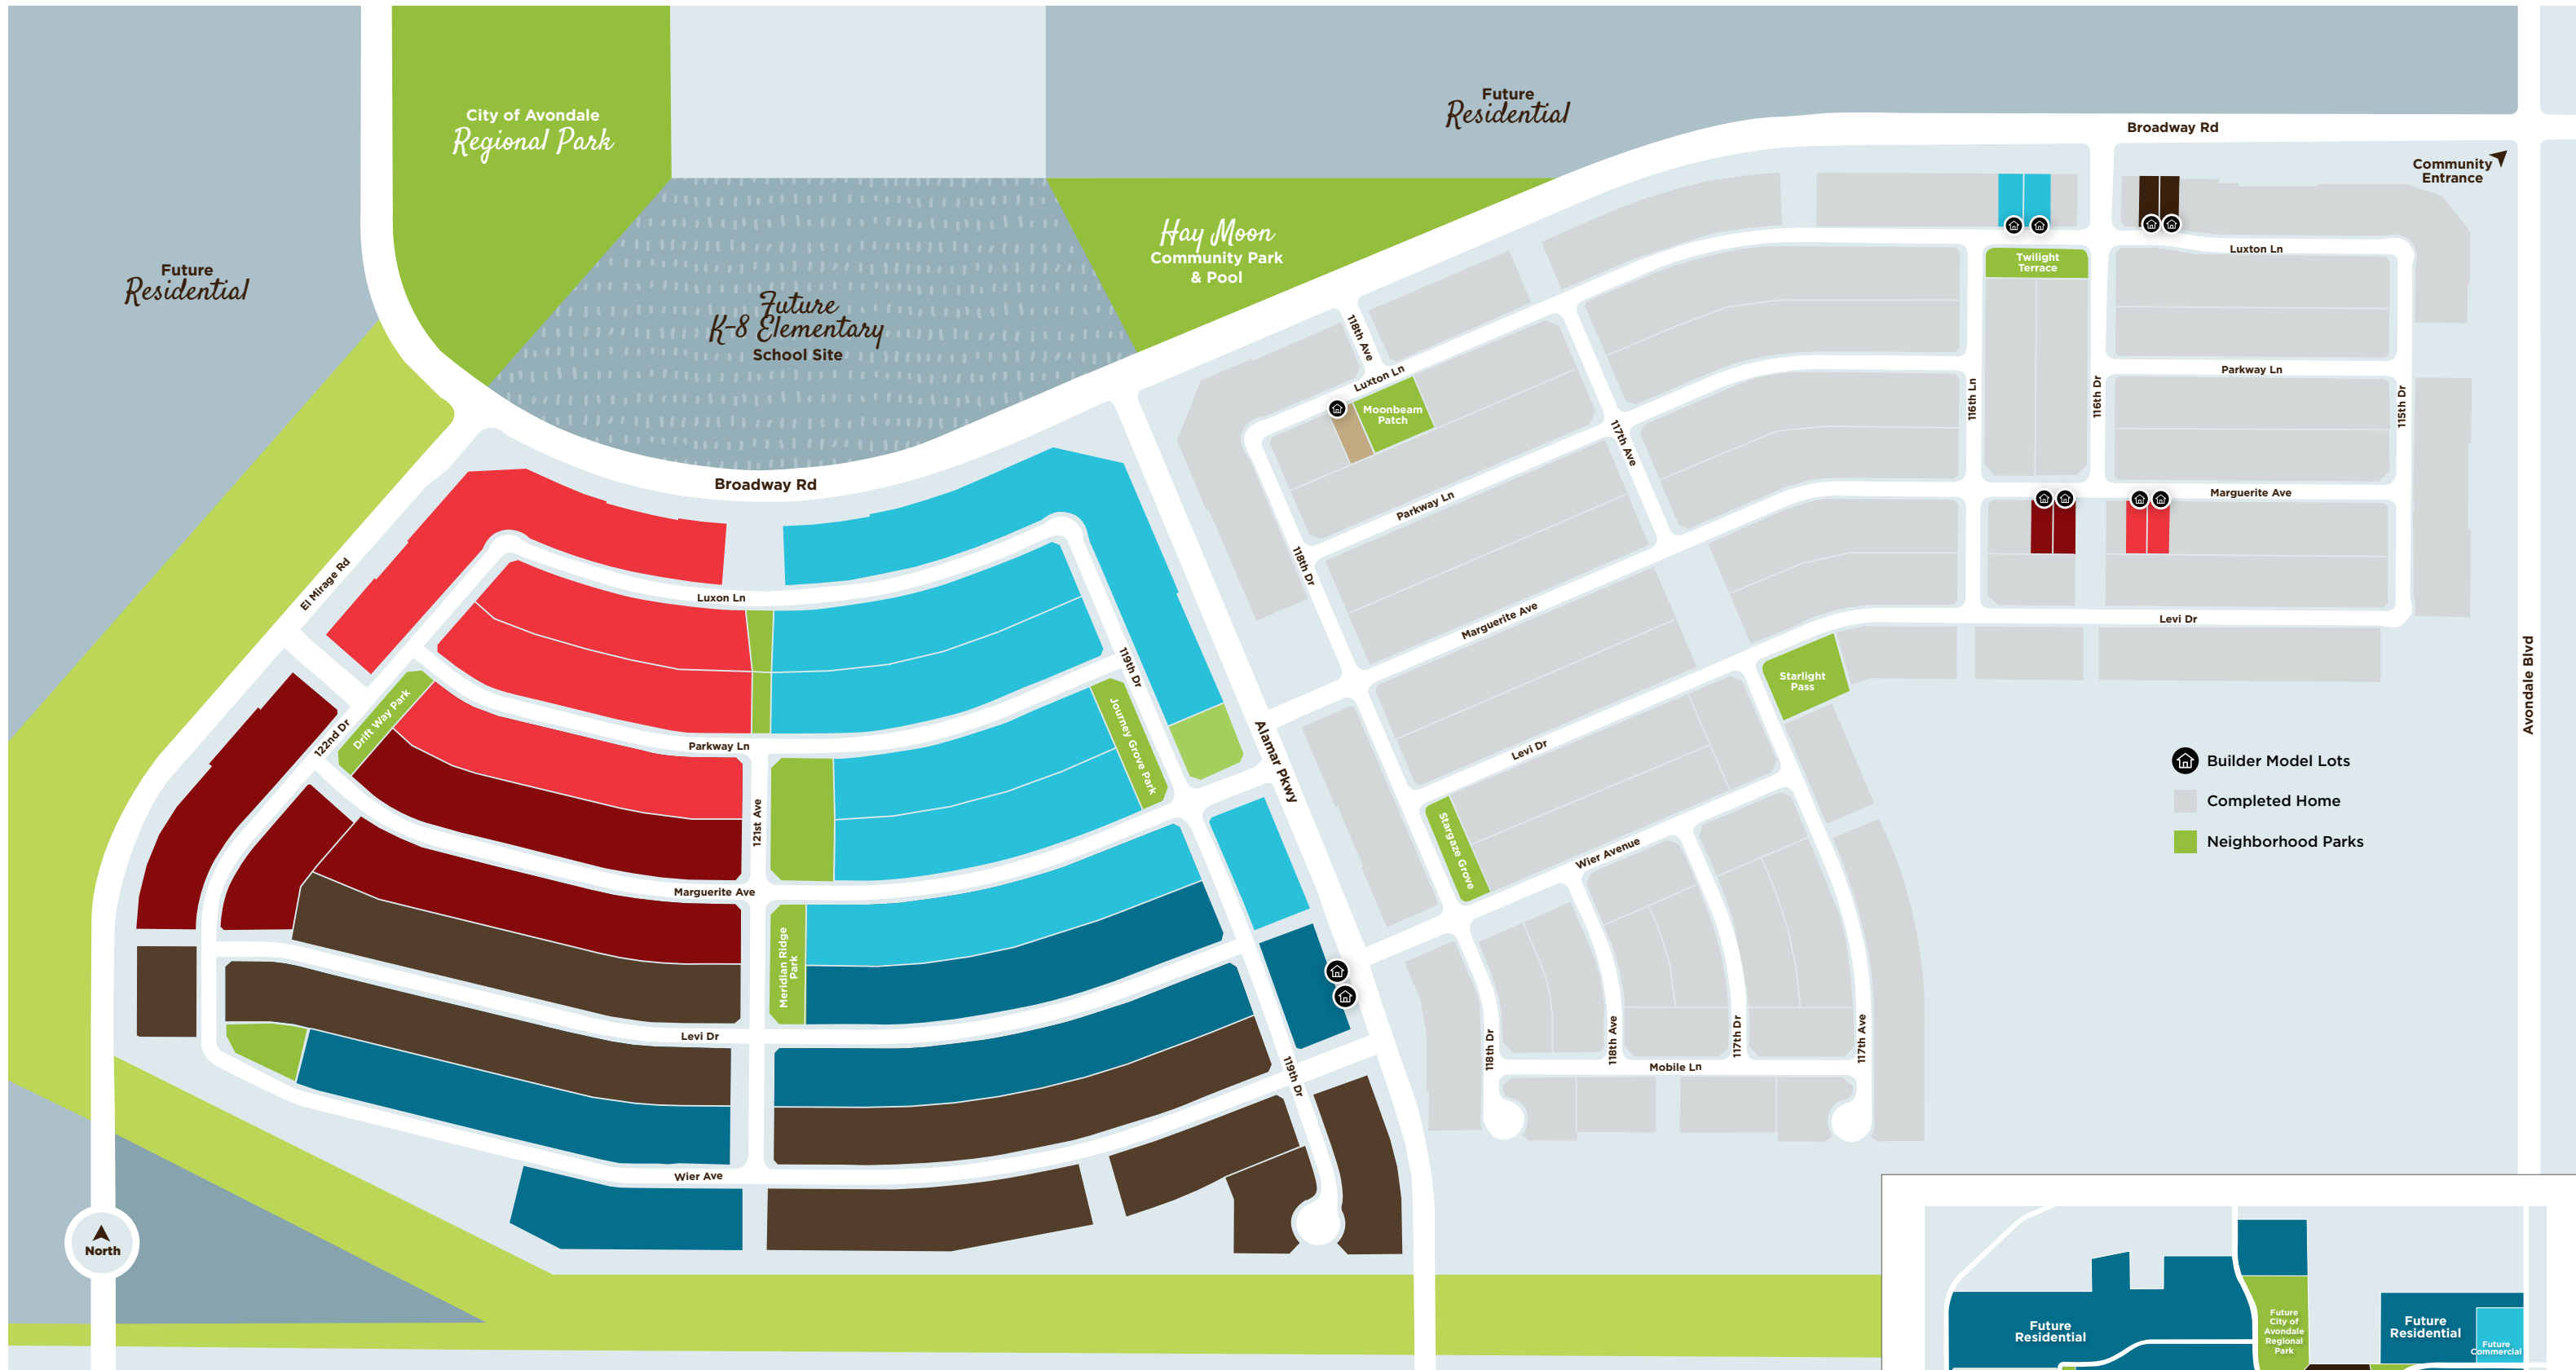 City of Avondale
Regional Park
Future
Residential
Broadway Rd
Community
Entrance
Future
Residential
Hay Moon
Community Park
& Pool
Future
K-8 Elementary
School Site
Twilight
Terrace
Luxton Ln
118th Ave
Luxton Ln
Moonbeam
Patch
Parkway Ln
116th Ln
116th Dr
115th Dr
117th Ave
Parkway Ln
Marguerite Ave
Broadway Rd
El Mirage Rd
118th Dr
Luxon Ln
Marguerite Ave
Levi Dr
119th Dr
Starlight
Pass
Avondale Blvd
Drift Way Park
122nd Dr
Parkway Ln
Journey Grove Park
Alamar Pkwy
Levi Dr
Builder Model Lots
Completed Home
Neighborhood Parks
121st Ave
Stargaze Grove
Wier Avenue
Marguerite Ave
Meridian Ridge
Park
Levi Dr
118th Dr
118th Ave
117th Dr
117th Ave
Mobile Ln
119th Dr
Wier Ave
North
Future
Residential
Future
City of
Avondale
Regional
Park
Future
Residential
Future
Commercial